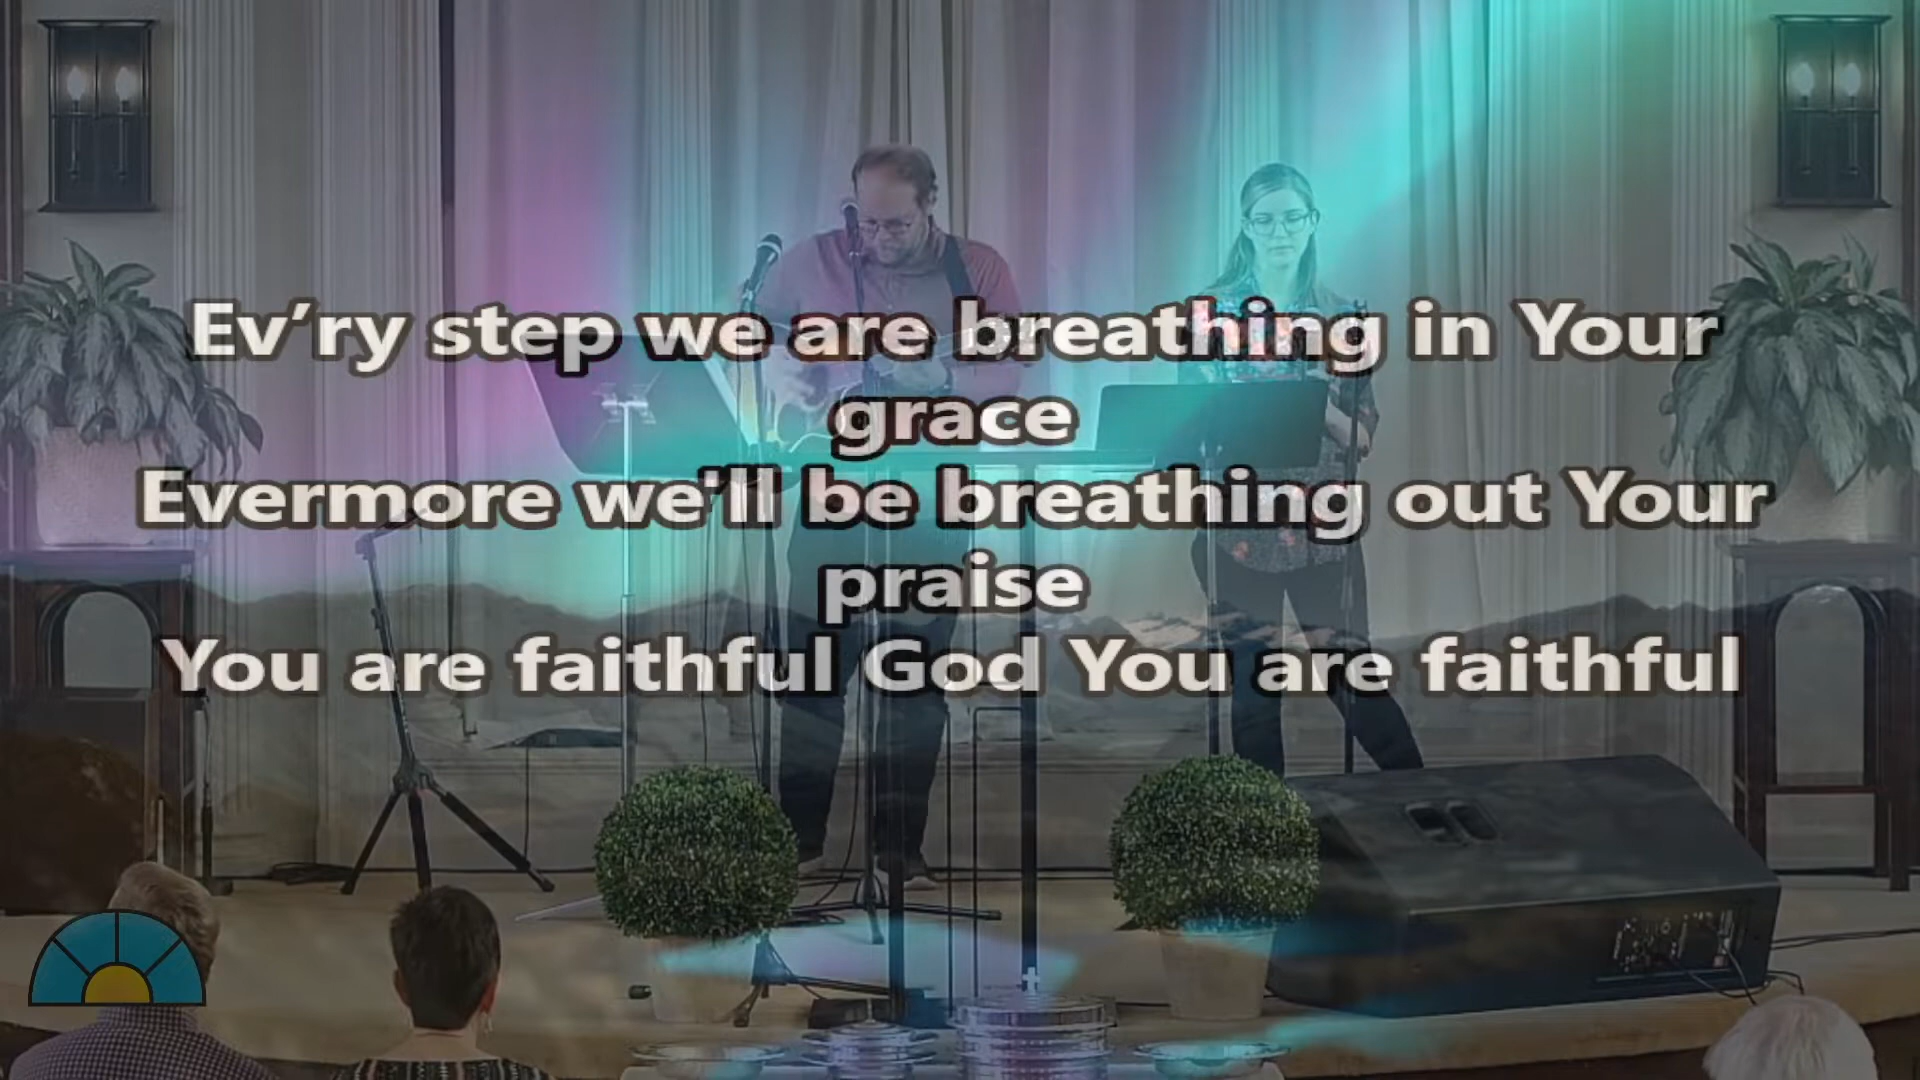 Ev’ry step we are breathing in Your
grace
Evermore we'll be breathing out Your
praise
You are faithful God You are faithful